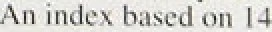 An index based on 14